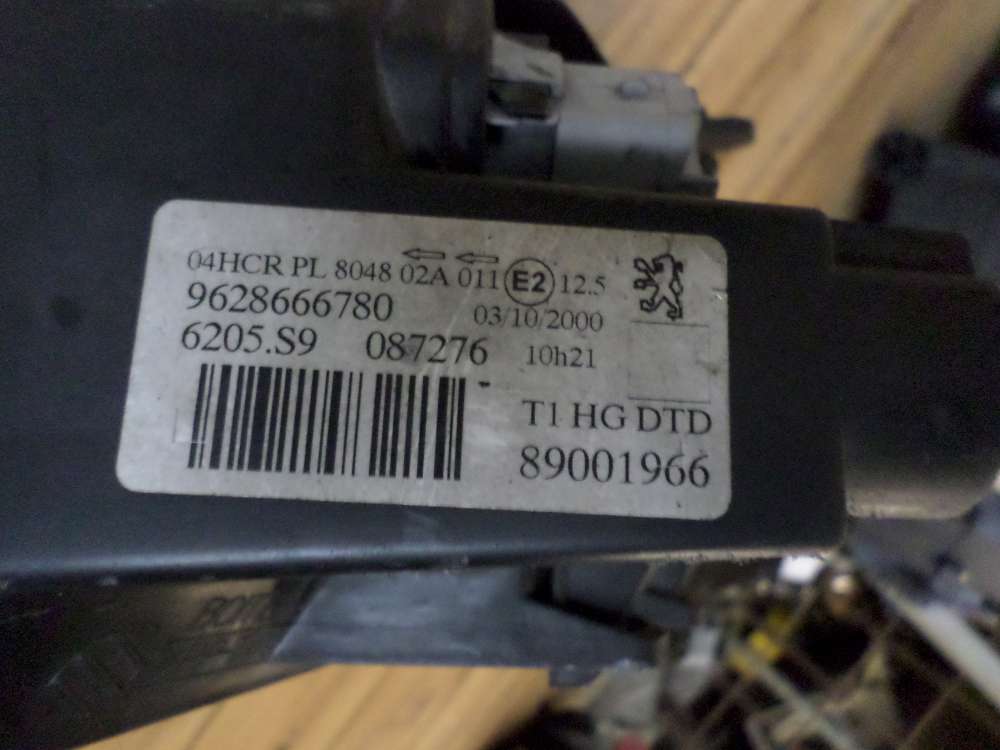 04HCR PL 8048 02A 011 E2 12.5
9628666780 03/10/2000
6205.S9 087276 10h21
T1 HG DTD
89001966